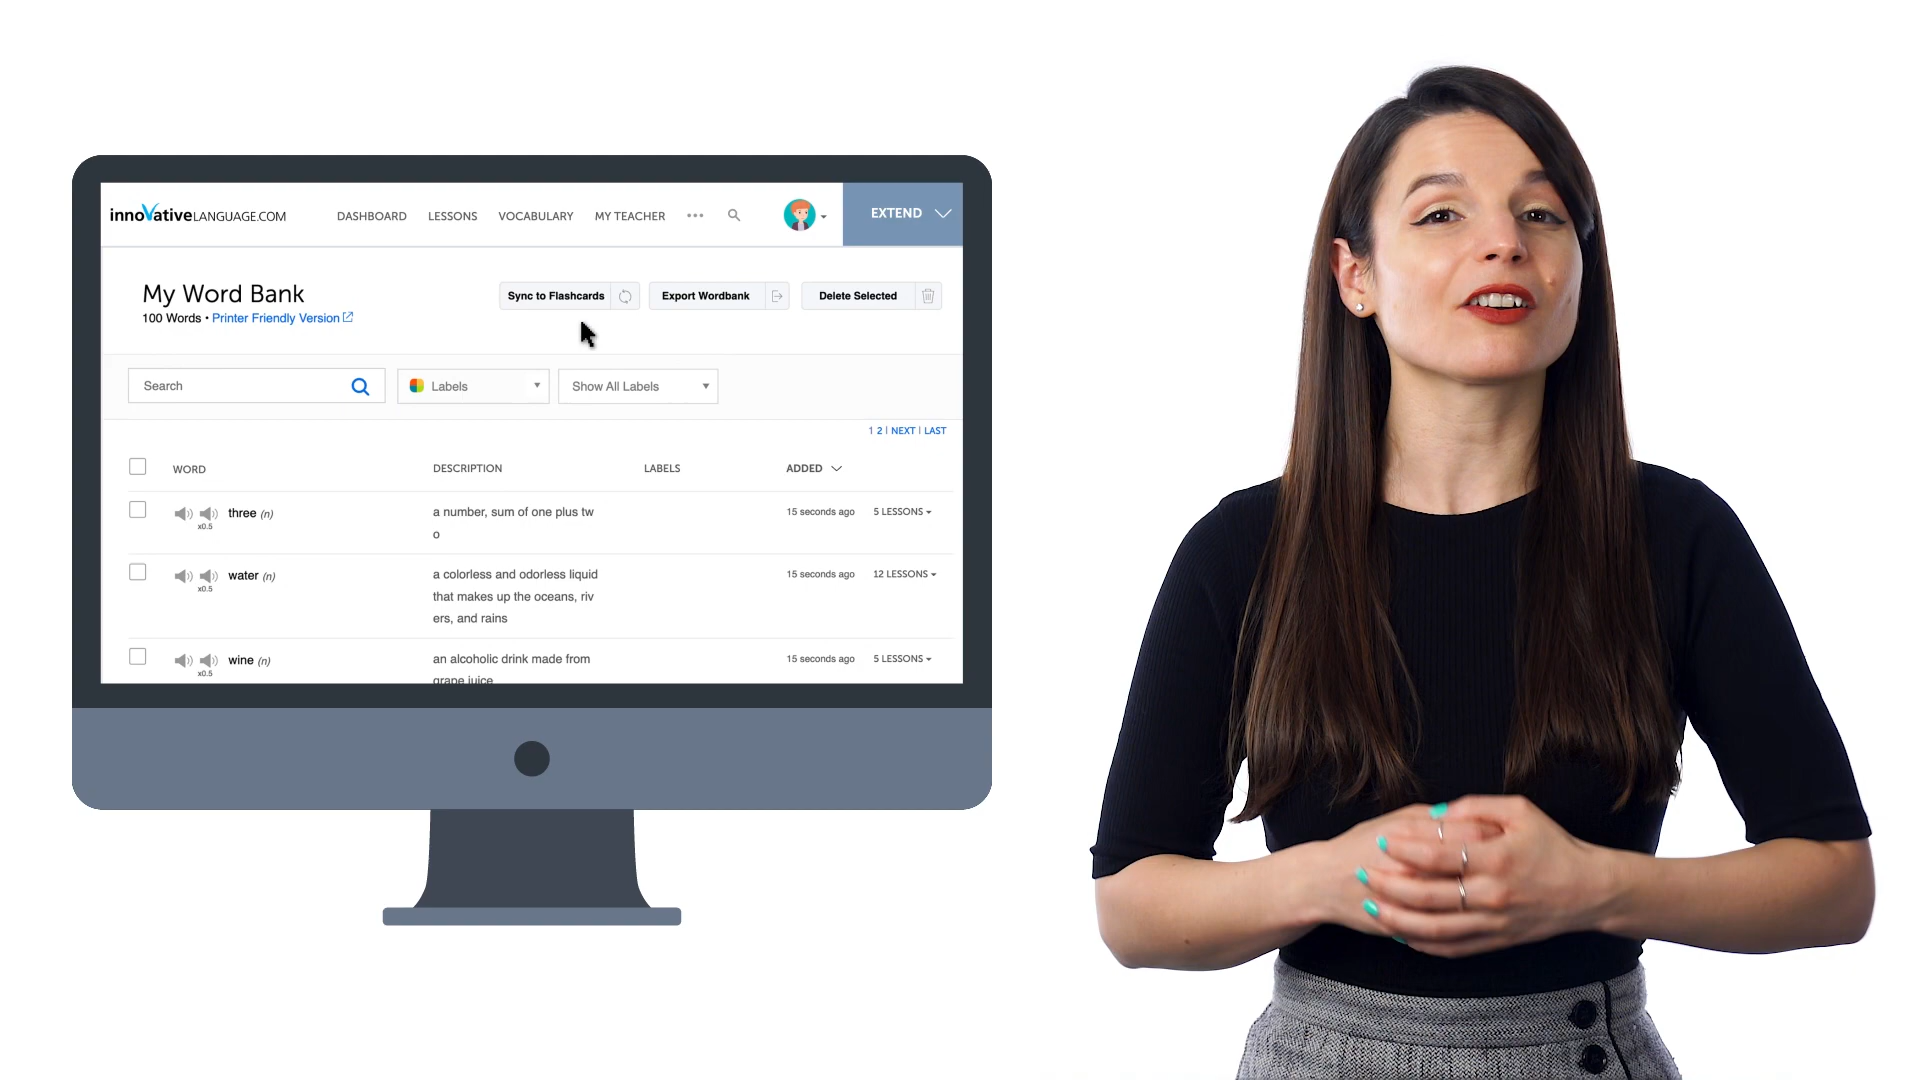 innoVativeLANGUAGE.COM DASHBOARD LESSONS VOCABULARY MY TEACHER EXTEND
My Word Bank
100 Words • Printer Friendly Version
Sync to Flashcards Export Wordbank Delete Selected
Search Labels Show All Labels
1 2 | NEXT | LAST
WORD DESCRIPTION LABELS ADDED
three (n) a number, sum of one plus tw 15 seconds ago 5 LESSONS
x0.5
o
water (n) a colorless and odorless liquid 15 seconds ago 12 LESSONS
x0.5
that makes up the oceans, riv
ers, and rains
wine (n) an alcoholic drink made from 15 seconds ago 5 LESSONS
x0.5
grape juice